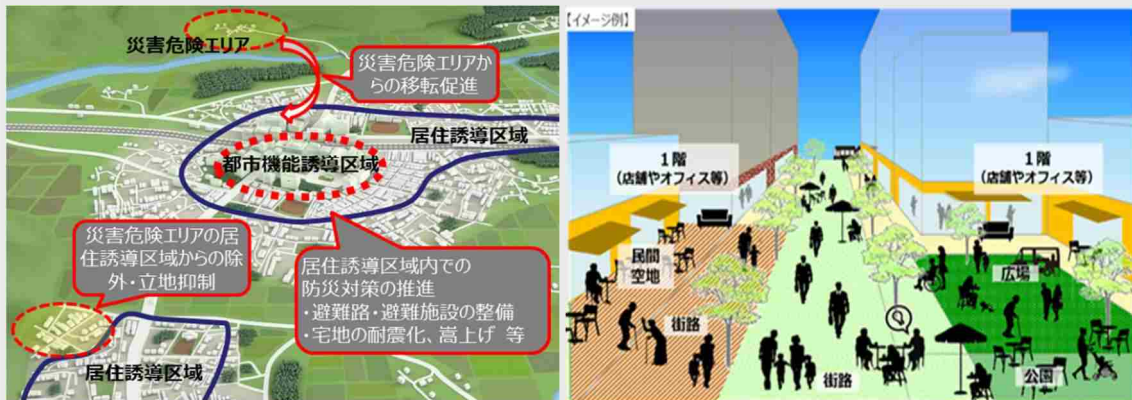 災害危険エリア
災害危険エリアか
らの移転促進
居住誘導区域
都市機能誘導区域
災害危険エリアの居
住誘導区域からの除
外・立地抑制
居住誘導区域内での
防災対策の推進
・避難路・避難施設の整備
・宅地の耐震化、嵩上げ 等
居住誘導区域
【イメージ例】
1階
(店舗やオフィス等)
1階
(店舗やオフィス等)
民間
空地
広場
街路
街路
公園